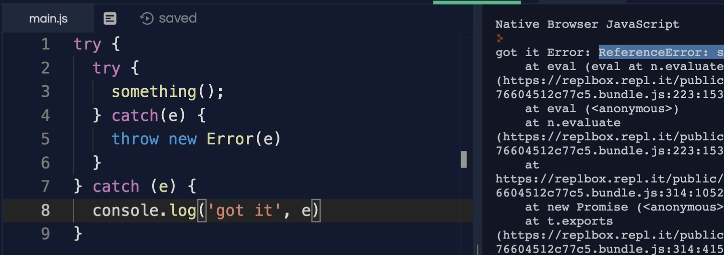 main.js saved
1 try {
2 try {
3 something();
4 } catch(e) {
5 throw new Error(e)
6 }
7 } catch (e) {
8 console.log('got it', e)
9 }
Native Browser JavaScript
got it Error: ReferenceError: s
at eval (eval at n.evaluate
(https://replbox.repl.it/public
76604512c77c5.bundle.js:223:153
at eval (<anonymous>)
at n.evaluate
(https://replbox.repl.it/public
76604512c77c5.bundle.js:223:153
at
https://replbox.repl.it/public/
6604512c77c5.bundle.js:314:1052
at new Promise (<anonymous>
at t.exports
(https://replbox.repl.it/public
76604512c77c5.bundle.js:314:415